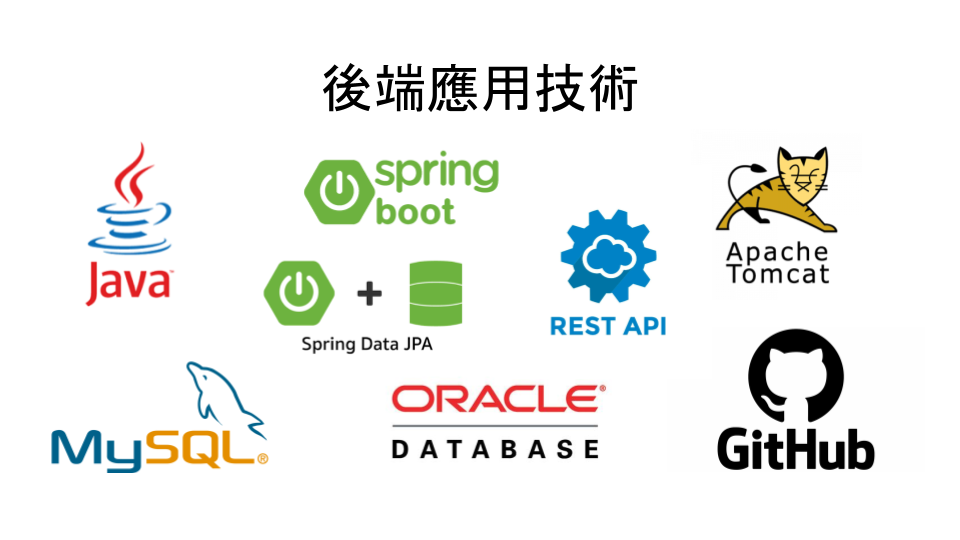 後端應用技術
Java™
spring
boot
Spring Data JPA
REST API
Apache
Tomcat
MySQL®
ORACLE®
DATABASE
GitHub